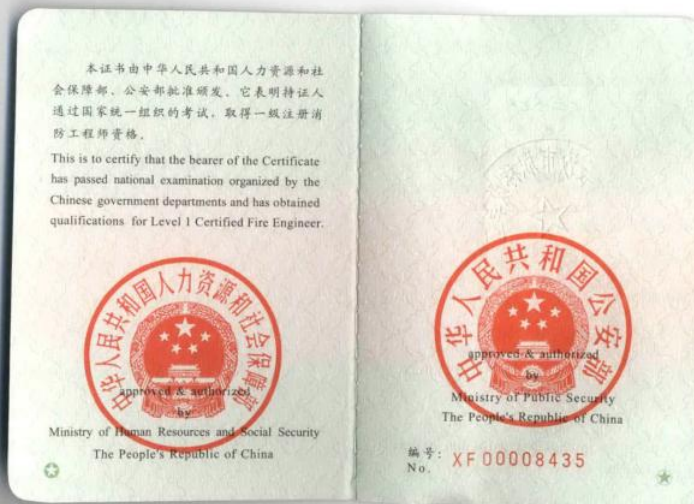 本证书由中华人民共和国人力资源和社
会保障部、公安部批准颁发。它表明持证人
通过国家统一组织的考试，取得一级注册消
防工程师资格。
This is to certify that the bearer of the Certificate
has passed national examination organized by the
Chinese government departments and has obtained
qualifications for Level 1 Certified Fire Engineer.
中华人民共和国人力资源和社会保障部
approved & authorized
by
Ministry of Human Resources and Social Security
The People's Republic of China
中华人民共和国公安部
approved & authorized
by
Ministry of Public Security
The People's Republic of China
编号：
No. XF00008435